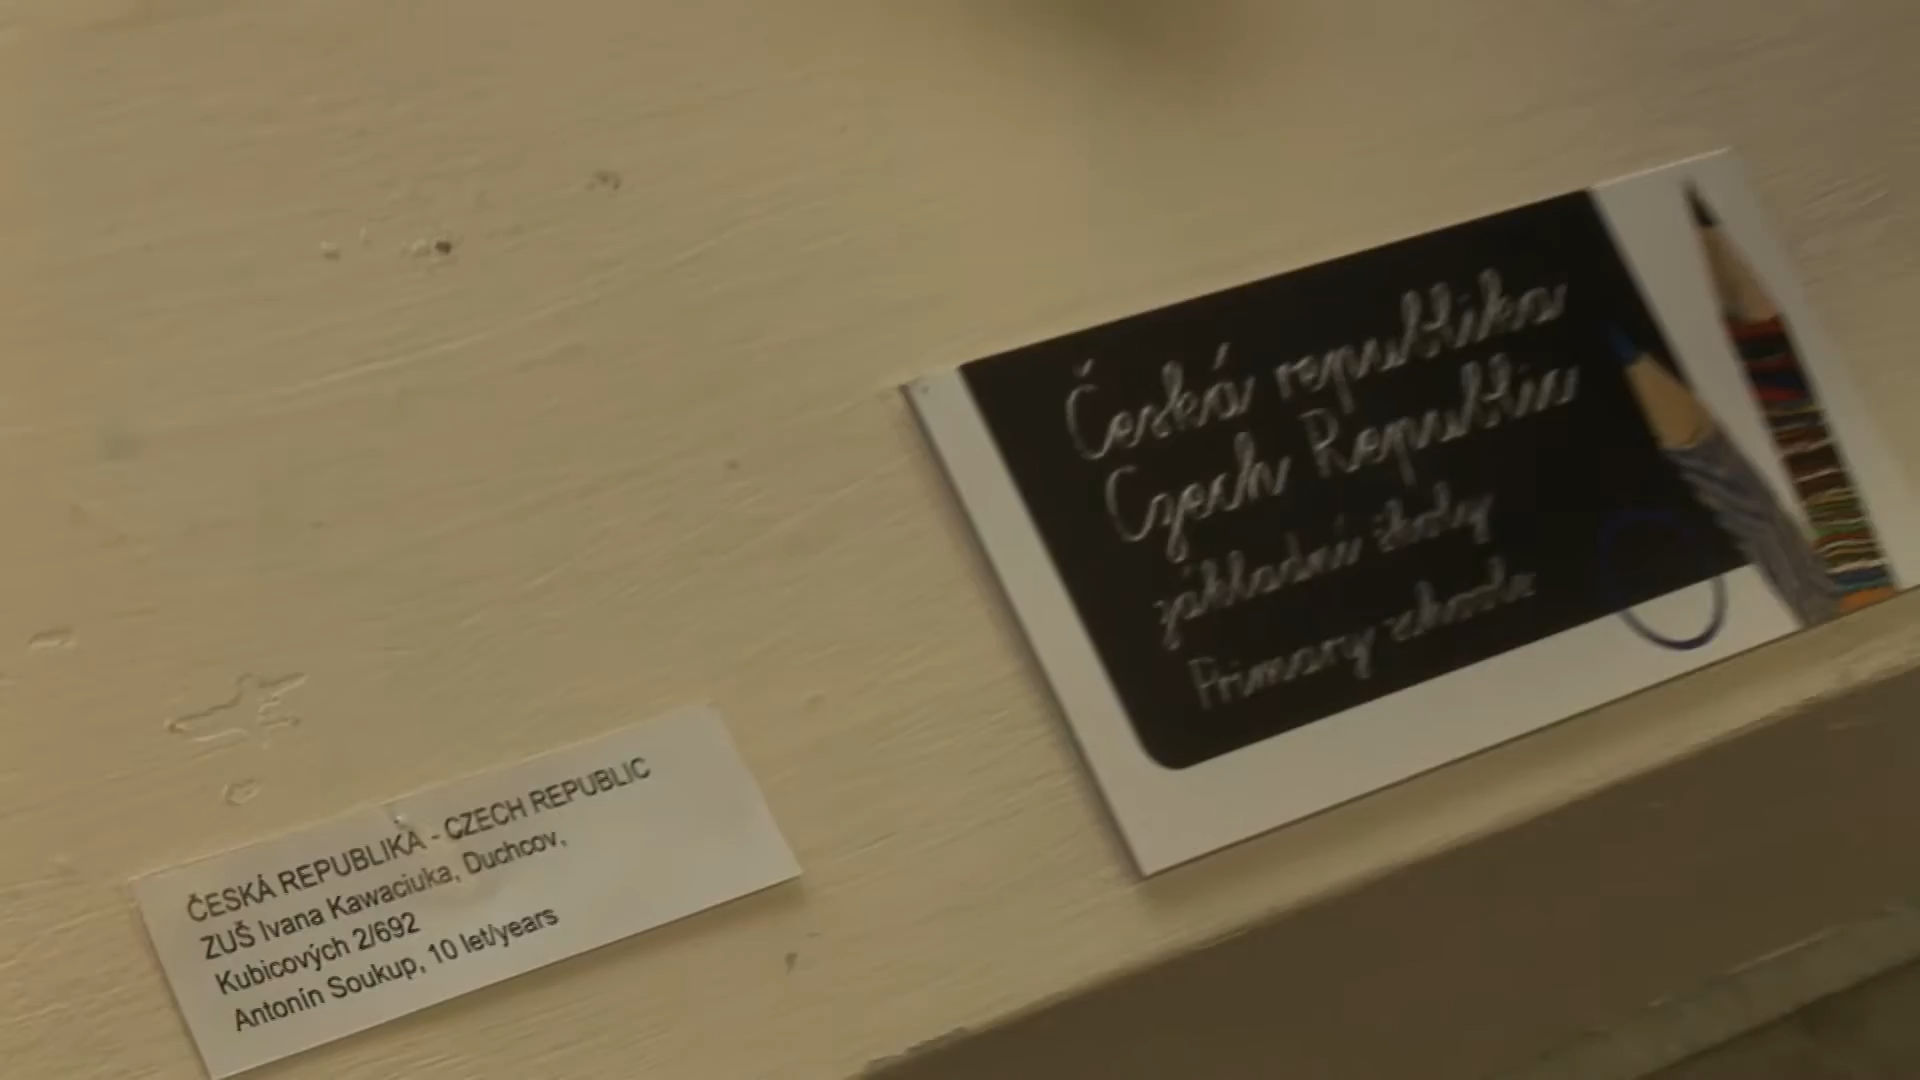 ČESKÁ REPUBLIKA - CZECH REPUBLIC
ZUŠ Ivana Kawaciuka, Duchcov,
Kubicových 2/692
Antonín Soukup, 10 let/years
Česká republika
Czech Republic
základní školy
Primary schools